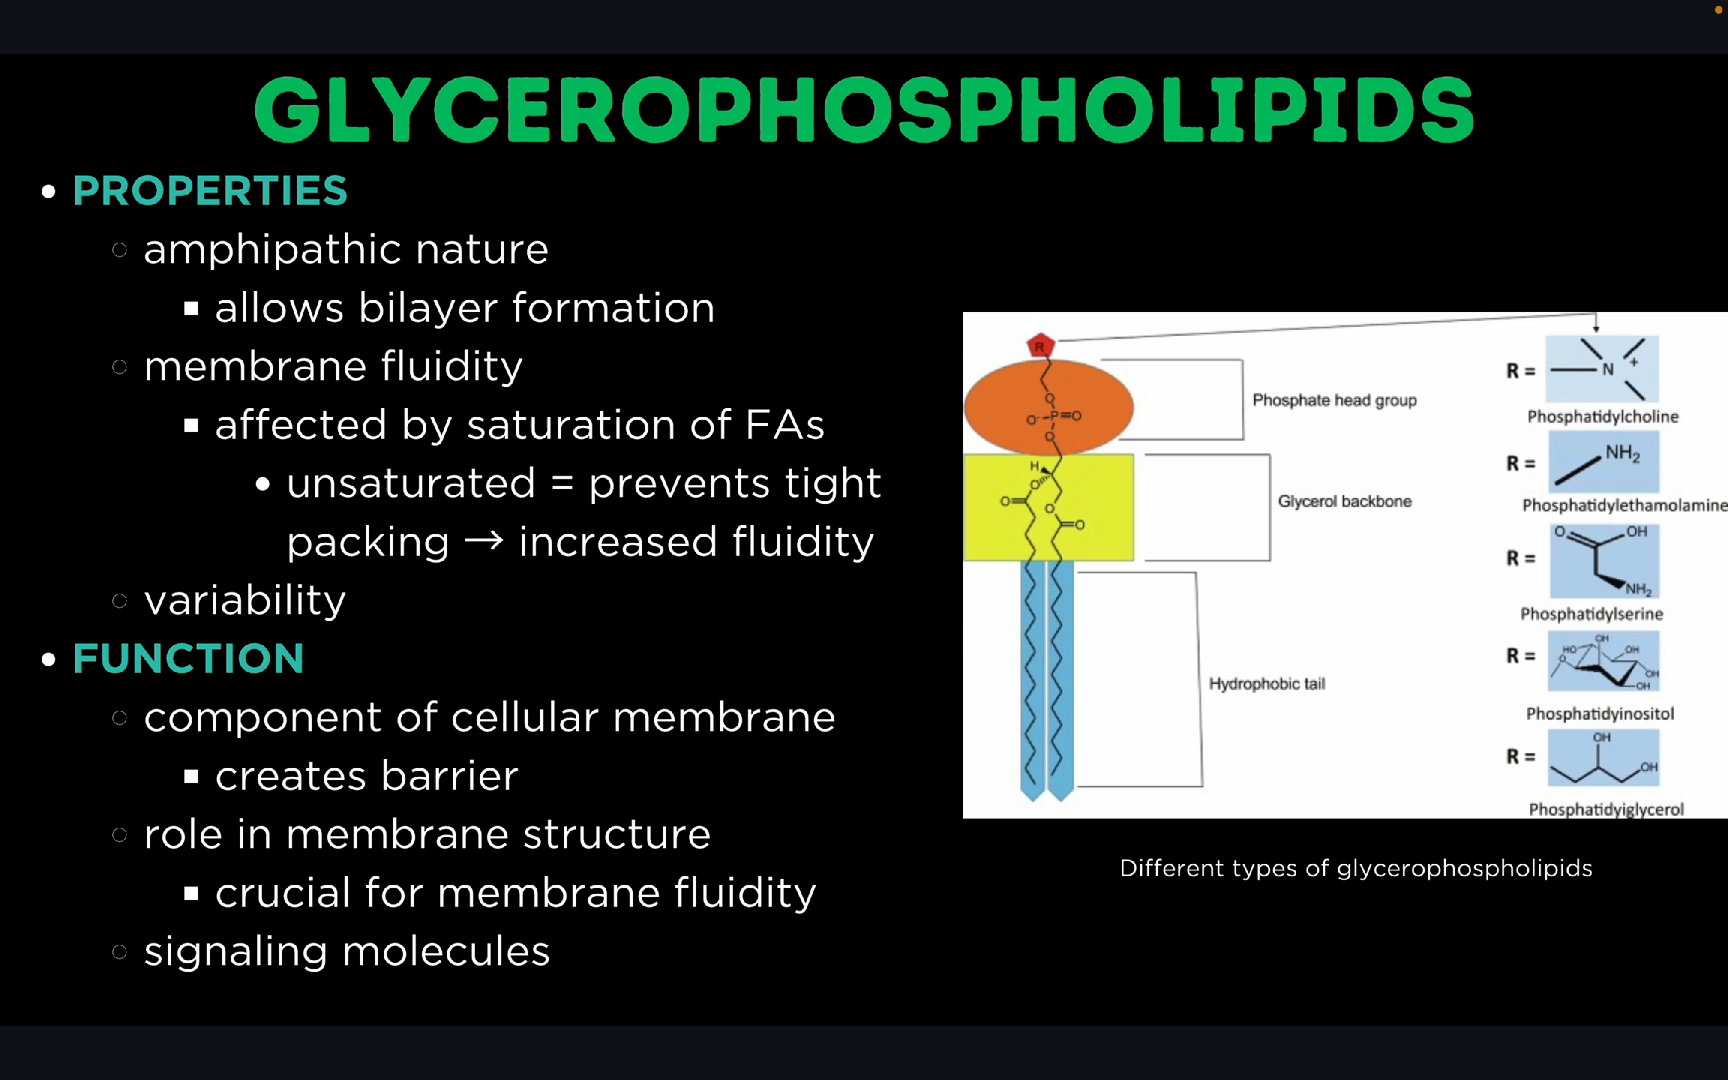 GLYCEROPHOSPHOLIPIDS
PROPERTIES
amphipathic nature
allows bilayer formation
membrane fluidity
affected by saturation of FAs
unsaturated = prevents tight
packing → increased fluidity
variability
FUNCTION
component of cellular membrane
creates barrier
role in membrane structure
crucial for membrane fluidity
signaling molecules
R
O
O⁻ P=O
O
Phosphate head group
H
O
O=
O
=O
Glycerol backbone
Hydrophobic tail
R =
N +
Phosphatidylcholine
R =
NH₂
Phosphatidylethamolamine
R =
O OH
NH₂
Phosphatidylserine
R =
OH
HO OH
O OH
OH
Phosphatidyinositol
R =
OH
OH
Phosphatidyiglycerol
Different types of glycerophospholipids